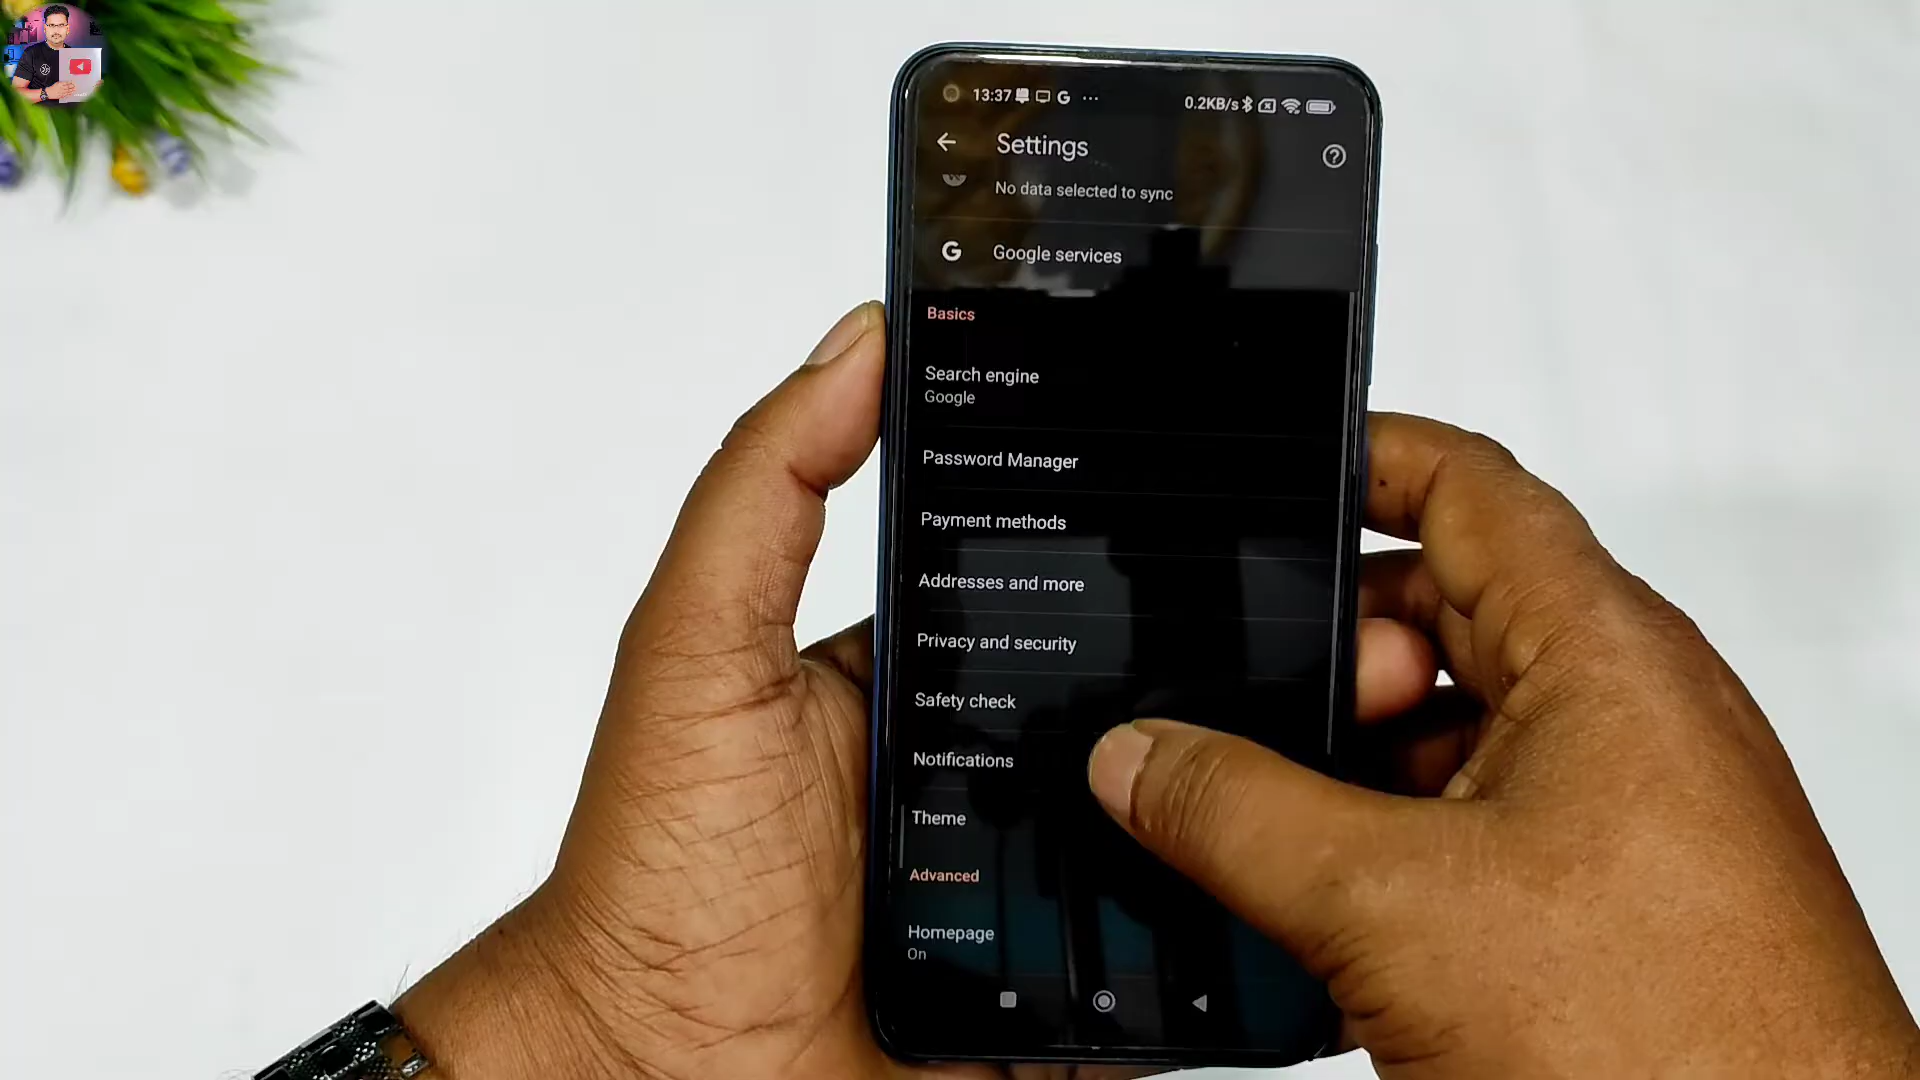 13:37 G ... 0.2KB/s
Settings
No data selected to sync
G Google services
Basics
Search engine
Google
Password Manager
Payment methods
Addresses and more
Privacy and security
Safety check
Notifications
Theme
Advanced
Homepage
On